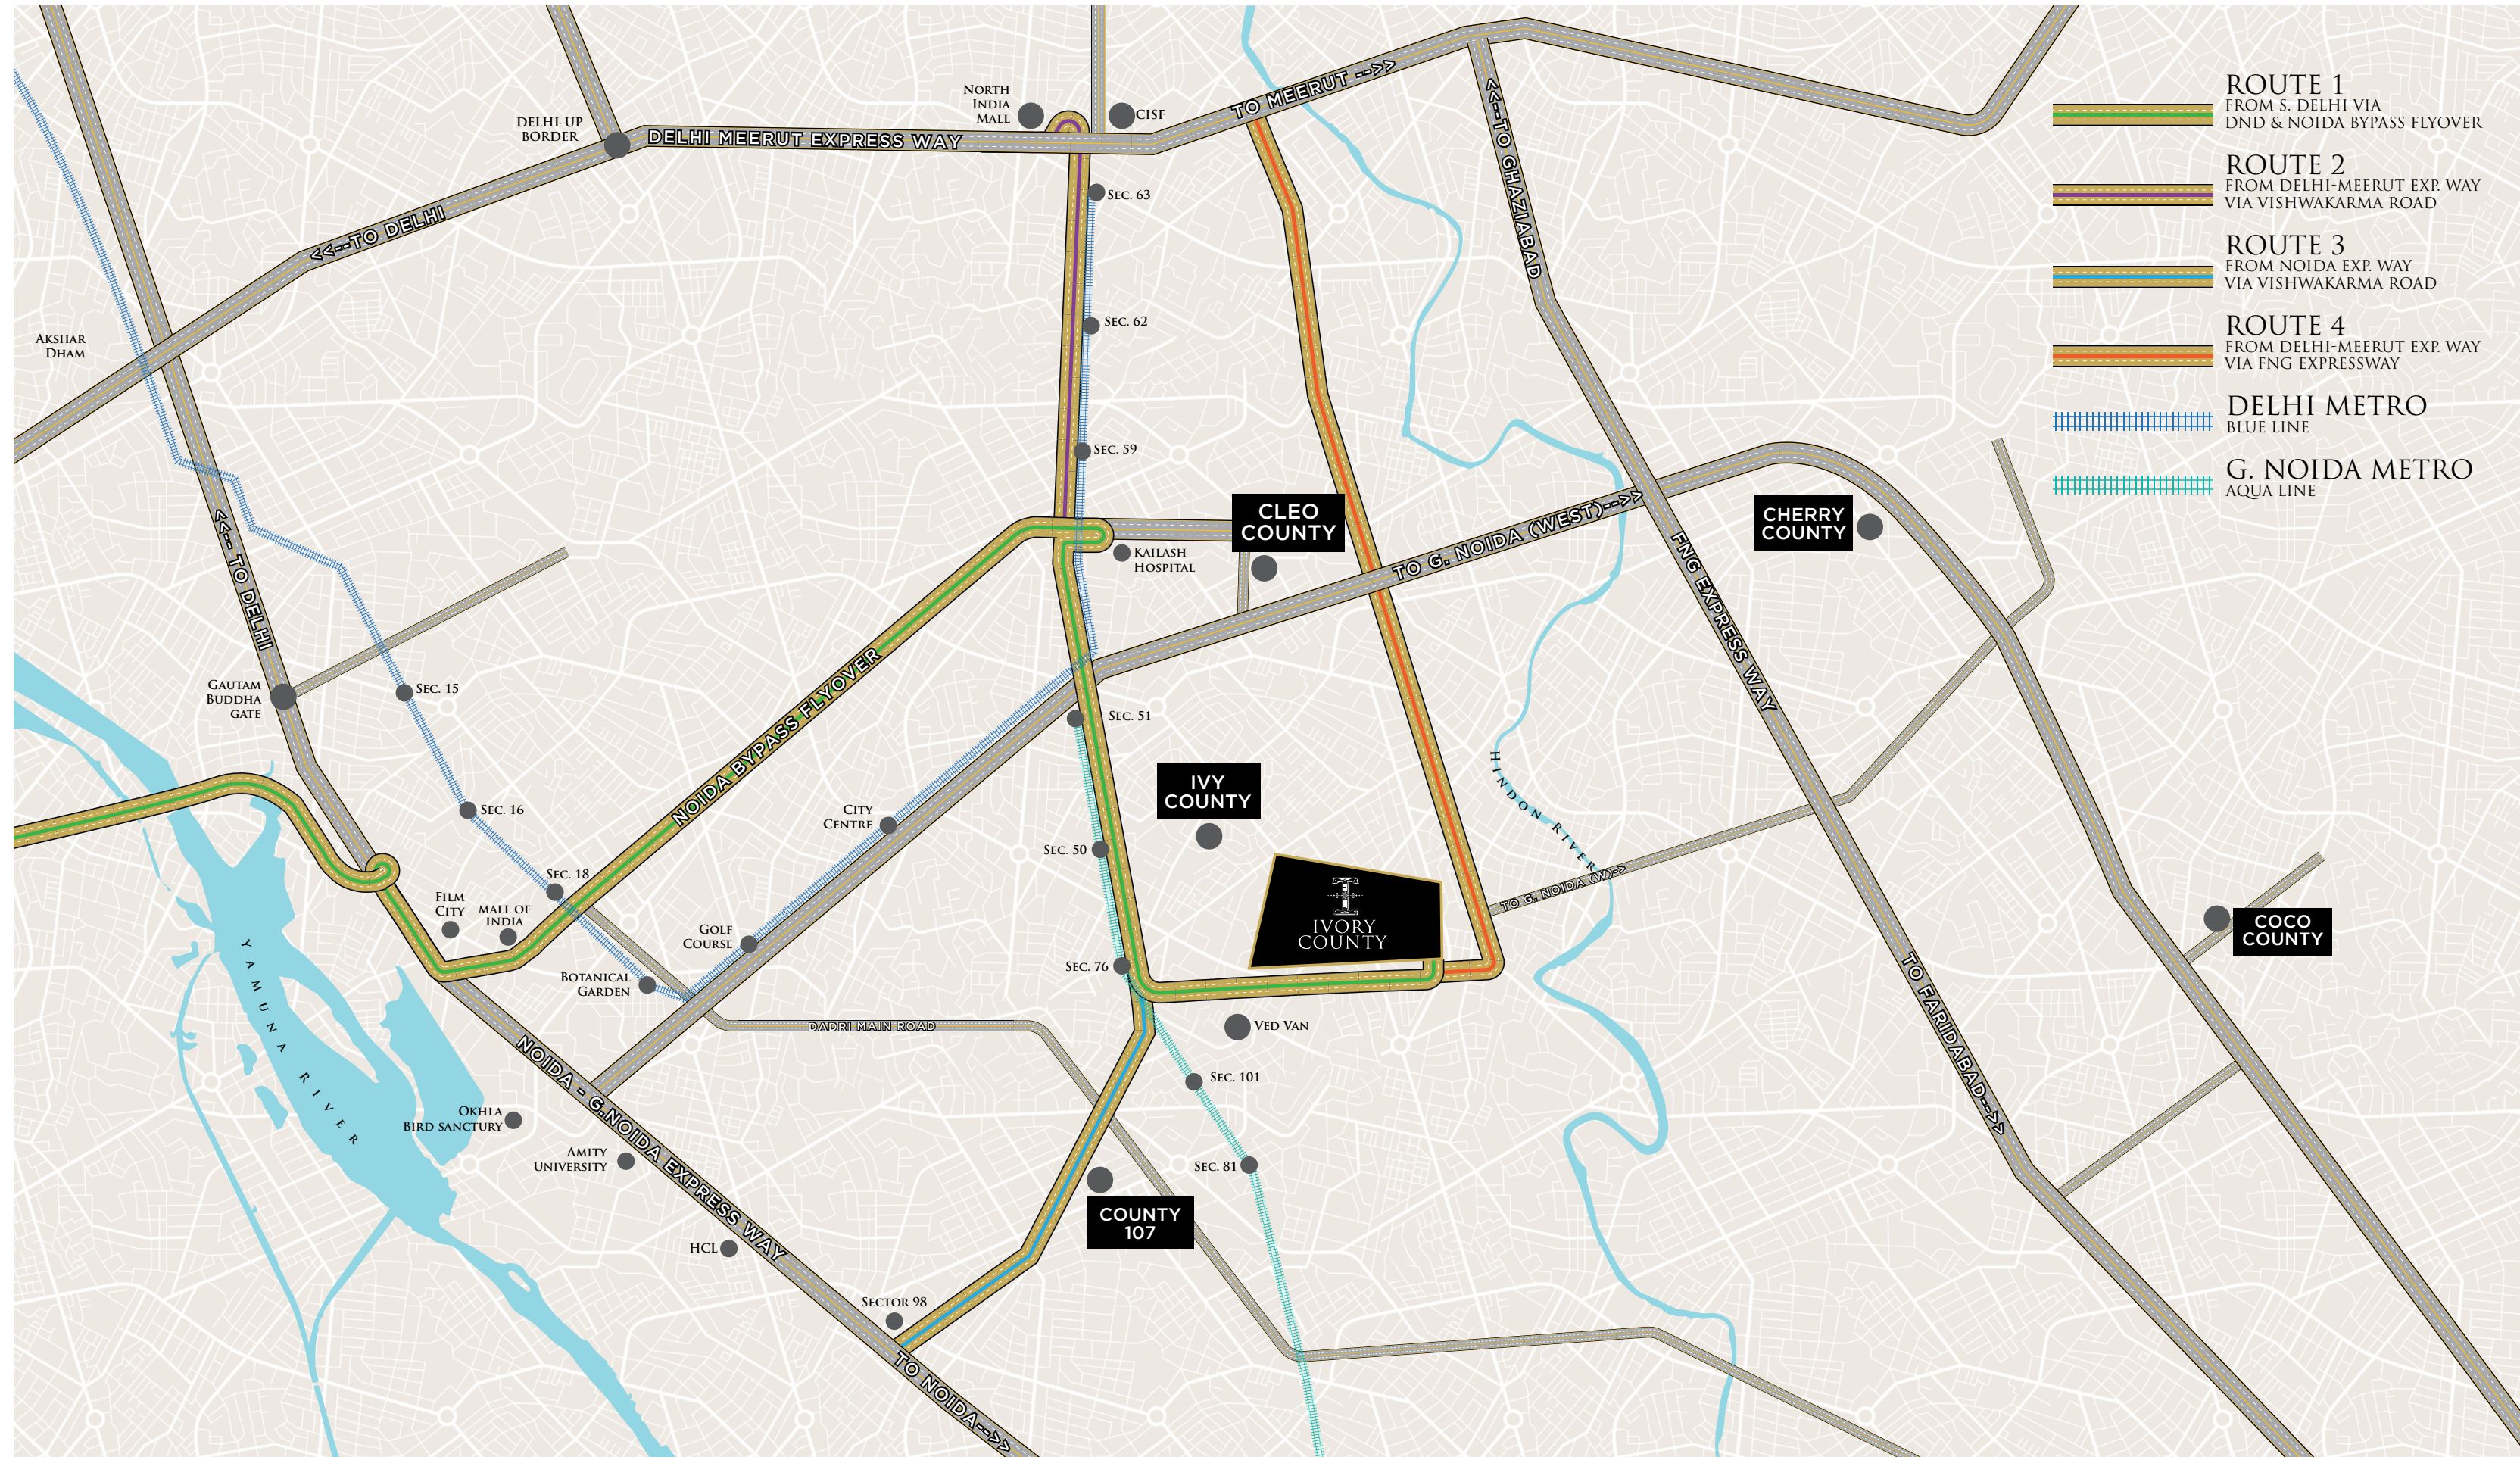 NORTH
INDIA
MALL
CISF
DELHI-UP
BORDER
DELHI MEERUT EXPRESS WAY
TO MEERUT -->>
<<--TO DELHI
<<--TO GHAZIABAD
AKSHAR
DHAM
SEC. 63
SEC. 62
SEC. 59
ROUTE 1
FROM S. DELHI VIA
DND & NOIDA BYPASS FLYOVER
ROUTE 2
FROM DELHI-MEERUT EXP. WAY
VIA VISHWAKARMA ROAD
ROUTE 3
FROM NOIDA EXP. WAY
VIA VISHWAKARMA ROAD
ROUTE 4
FROM DELHI-MEERUT EXP. WAY
VIA FNG EXPRESSWAY
DELHI METRO
BLUE LINE
G. NOIDA METRO
AQUA LINE
CLEO
COUNTY
KAILASH
HOSPITAL
TO G. NOIDA (WEST)-->>
CHERRY
COUNTY
<<-- TO DELHI
FNG EXPRESS WAY
GAUTAM
BUDDHA
GATE
SEC. 15
NOIDA BYPASS FLYOVER
SEC. 51
SEC. 16
CITY
CENTRE
IVY
COUNTY
HINDON RIVER
SEC. 50
SEC. 18
FILM
CITY
MALL OF
INDIA
GOLF
COURSE
BOTANICAL
GARDEN
SEC. 76
IVORY
COUNTY
TO G. NOIDA (W)->
COCO
COUNTY
TO FARIDABAD-->>
YAMUNA RIVER
DADRI MAIN ROAD
VED VAN
SEC. 101
NOIDA - G.NOIDA EXPRESS WAY
OKHLA
BIRD SANCTURY
AMITY
UNIVERSITY
SEC. 81
COUNTY
107
HCL
SECTOR 98
TO NOIDA-->>